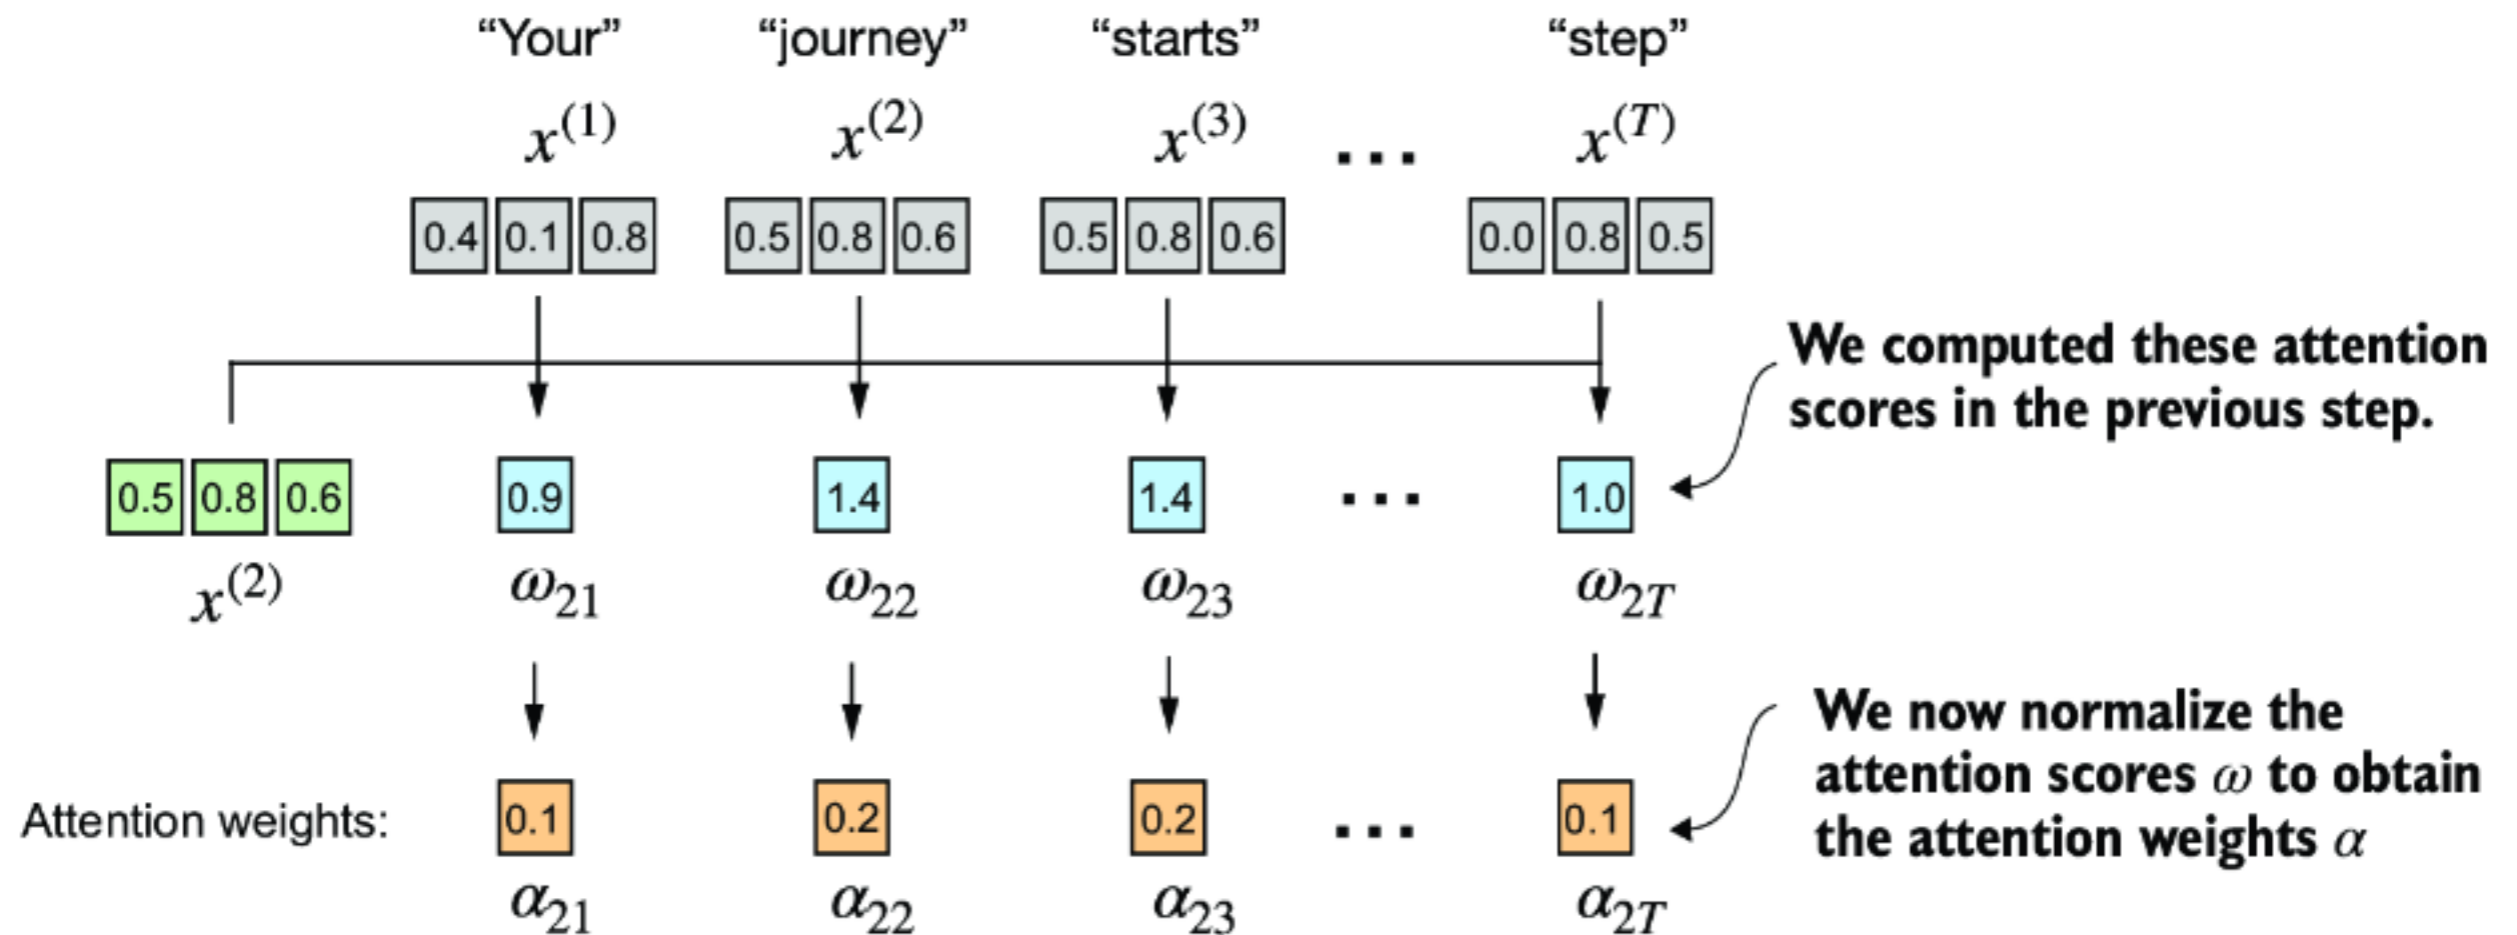 “Your” “journey” “starts” “step”
x(1) x(2) x(3) ... x(T)
0.4 0.1 0.8 0.5 0.8 0.6 0.5 0.8 0.6 0.0 0.8 0.5
We computed these attention
scores in the previous step.
0.5 0.8 0.6 0.9 1.4 1.4 ... 1.0
x(2) ω21 ω22 ω23 ω2T
We now normalize the
attention scores ω to obtain
the attention weights α
Attention weights: 0.1 0.2 0.2 ... 0.1
α21 α22 α23 α2T